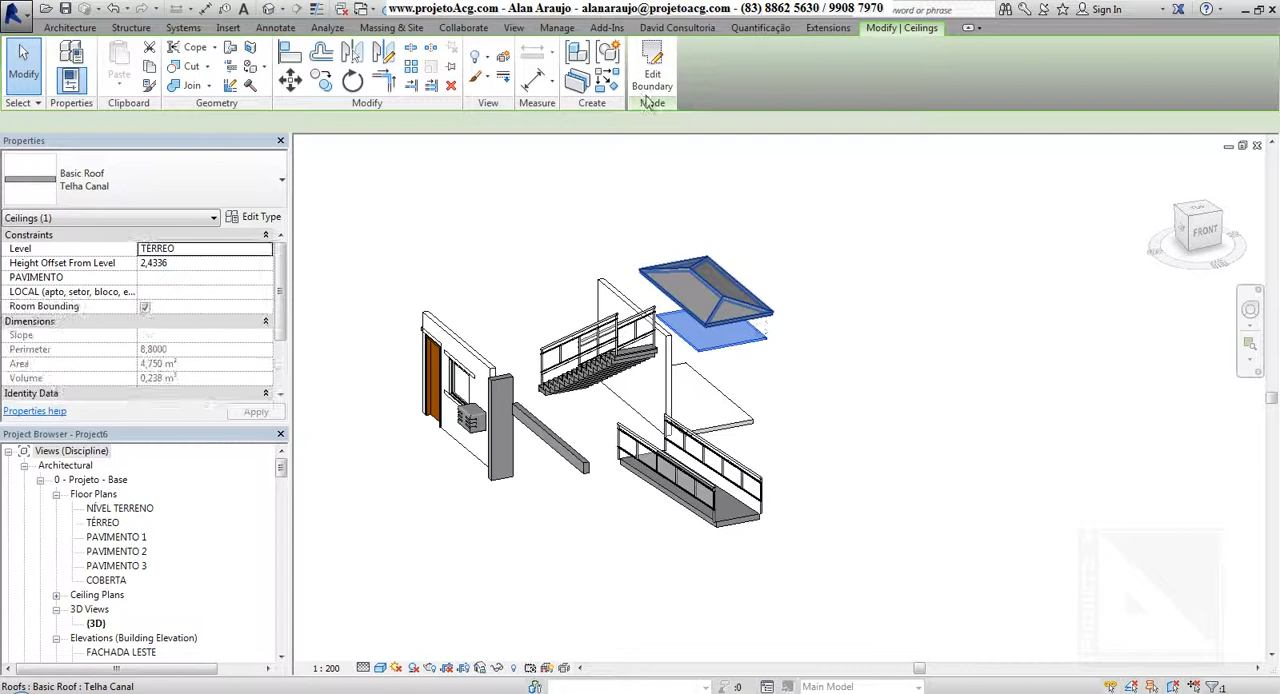 www.projetoAcg.com - Alan Araujo - alanaraujo@projetoacg.com - (83) 8862 5630 / 9908 7970
word or phrase
Sign In
Architecture Structure Systems Insert Annotate Analyze Massing & Site Collaborate View Manage Add-Ins David Consultoria Quantificação Extensions Modify | Ceilings
Modify
Paste
Cope
Cut
Join
Edit
Boundary
Select Properties Clipboard Geometry Modify View Measure Create Mode
Properties
Basic Roof
Telha Canal
Ceilings (1)
Edit Type
Constraints
Level TÉRREO
Height Offset From Level 2,4336
PAVIMENTO
LOCAL (apto, setor, bloco, e...
Room Bounding
Dimensions
Slope
Perimeter 8,8000
Area 4,750 m²
Volume 0,238 m³
Identity Data
Properties help
Apply
Project Browser - Project6
Views (Discipline)
Architectural
0 - Projeto - Base
Floor Plans
NÍVEL TERRENO
TÉRREO
PAVIMENTO 1
PAVIMENTO 2
PAVIMENTO 3
COBERTA
Ceiling Plans
3D Views
(3D)
Elevations (Building Elevation)
FACHADA LESTE
FRONT
1 : 200
Roofs : Basic Roof : Telha Canal
:0
Main Model
:1